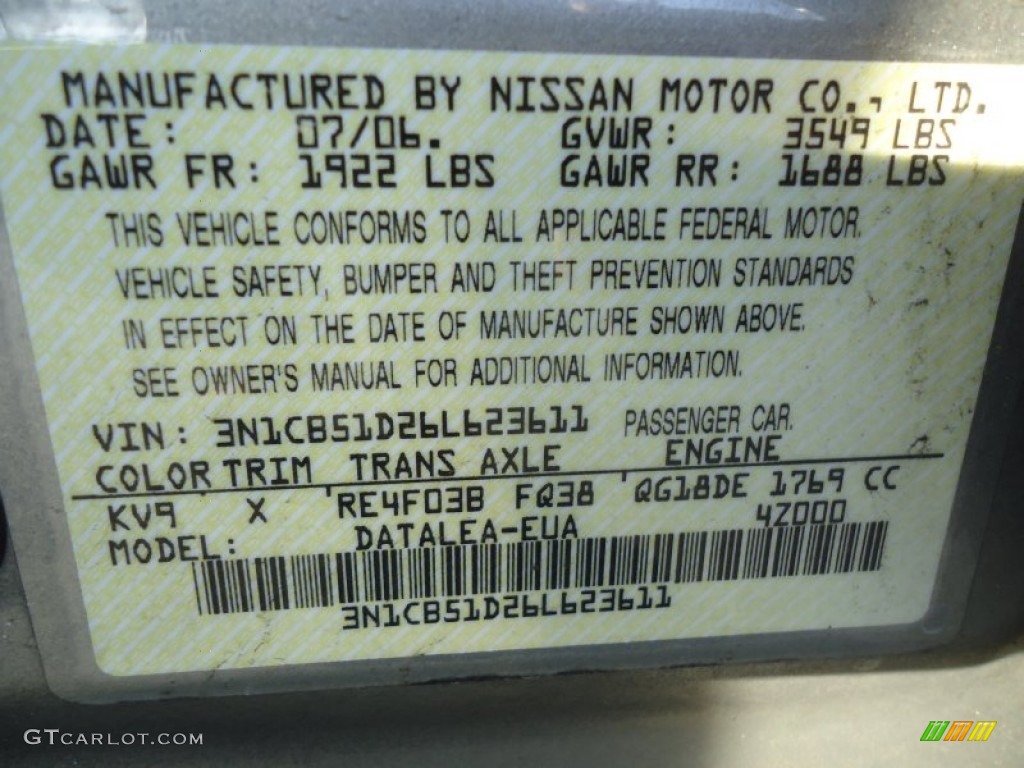 MANUFACTURED BY NISSAN MOTOR CO., LTD.
DATE: 07/06. GVWR: 3549 LBS
GAWR FR: 1922 LBS GAWR RR: 1688 LBS
THIS VEHICLE CONFORMS TO ALL APPLICABLE FEDERAL MOTOR.
VEHICLE SAFETY, BUMPER AND THEFT PREVENTION STANDARDS
IN EFFECT ON THE DATE OF MANUFACTURE SHOWN ABOVE.
SEE OWNER'S MANUAL FOR ADDITIONAL INFORMATION.
VIN: 3N1CB51D26L623611 PASSENGER CAR.
COLOR TRIM TRANS AXLE ENGINE
KV9 X 'RE4F03B FQ38 'QG18DE 1769 CC
MODEL: DATALEA-EUA 4Z000
3N1CB51D26L623611
GTCARLOT.COM